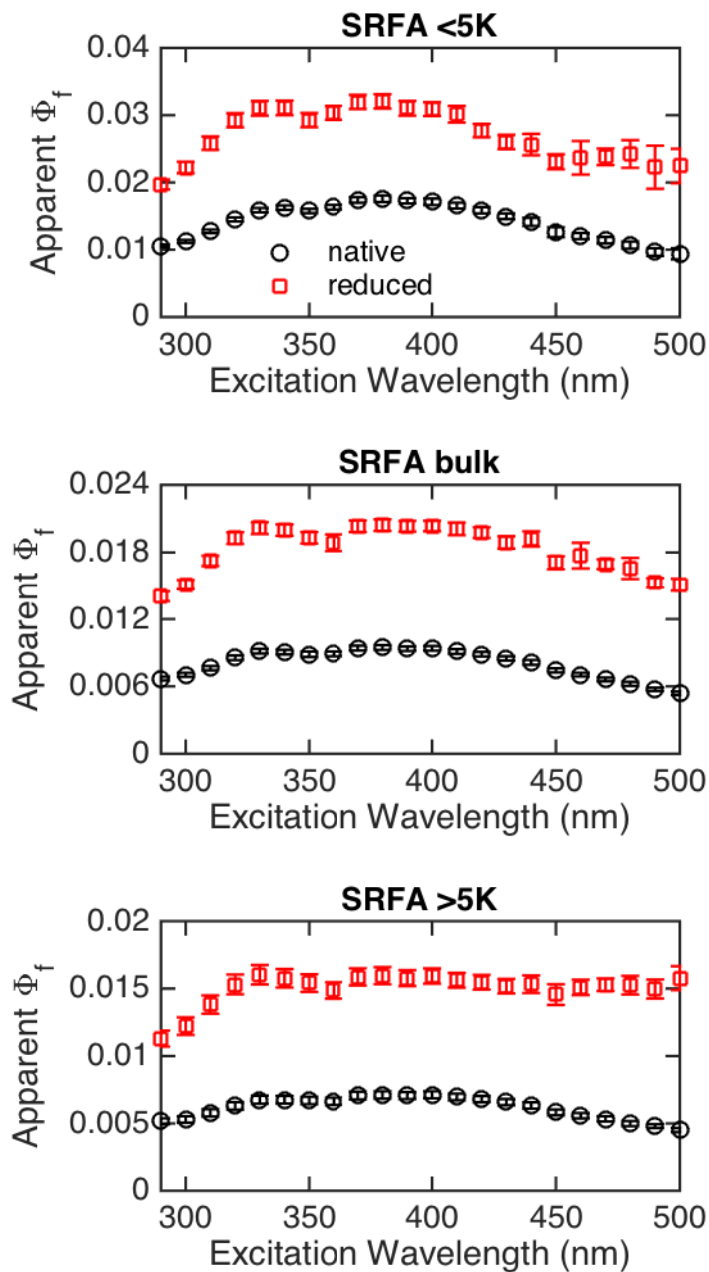 SRFA <5K
0.04
0.03
0.02
0.01
0
Apparent Φf
native
reduced
300 350 400 450 500
Excitation Wavelength (nm)
SRFA bulk
0.024
0.018
0.012
0.006
0
Apparent Φf
300 350 400 450 500
Excitation Wavelength (nm)
SRFA >5K
0.02
0.015
0.01
0.005
0
Apparent Φf
300 350 400 450 500
Excitation Wavelength (nm)